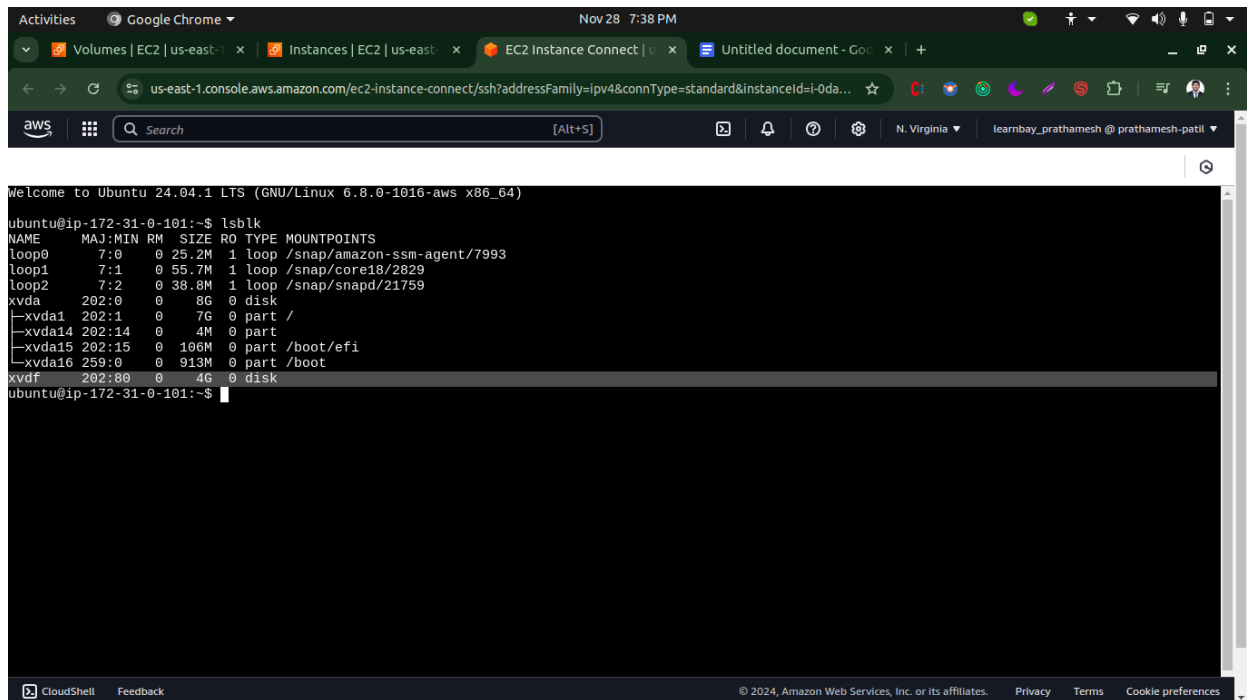 Activities Google Chrome Nov 28 7:38 PM
Volumes | EC2 | us-east-1 Instances | EC2 | us-east- EC2 Instance Connect | u Untitled document - Goo
us-east-1.console.aws.amazon.com/ec2-instance-connect/ssh?addressFamily=ipv4&connType=standard&instanceId=i-0da...
aws Search [Alt+S] N. Virginia learnbay_prathamesh @ prathamesh-patil
Welcome to Ubuntu 24.04.1 LTS (GNU/Linux 6.8.0-1016-aws x86_64)
ubuntu@ip-172-31-0-101:~$ lsblk
NAME MAJ:MIN RM SIZE RO TYPE MOUNTPOINTS
loop0 7:0 0 25.2M 1 loop /snap/amazon-ssm-agent/7993
loop1 7:1 0 55.7M 1 loop /snap/core18/2829
loop2 7:2 0 38.8M 1 loop /snap/snapd/21759
xvda 202:0 0 8G 0 disk
├─xvda1 202:1 0 7G 0 part /
├─xvda14 202:14 0 4M 0 part
├─xvda15 202:15 0 106M 0 part /boot/efi
└─xvda16 259:0 0 913M 0 part /boot
xvdf 202:80 0 4G 0 disk
ubuntu@ip-172-31-0-101:~$
CloudShell Feedback © 2024, Amazon Web Services, Inc. or its affiliates. Privacy Terms Cookie preferences